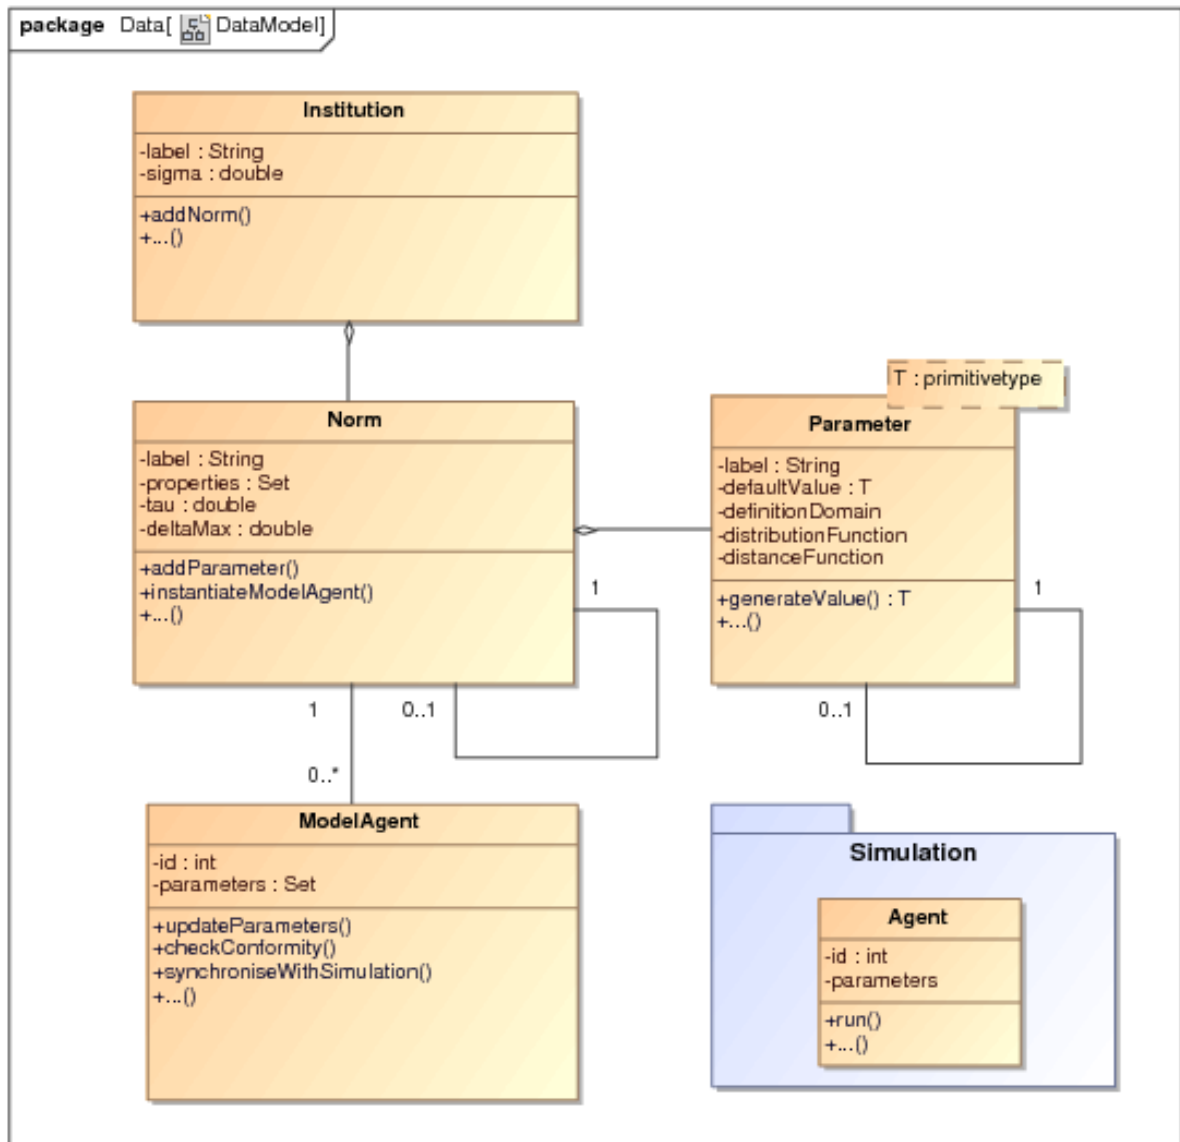 package Data[ DataModel]
Institution
-label : String
-sigma : double
+addNorm()
+...()
T : primitivetype
Norm
-label : String
-properties : Set
-tau : double
-deltaMax : double
+addParameter()
+instantiateModelAgent()
+...()
Parameter
-label : String
-defaultValue : T
-definitionDomain
-distributionFunction
-distanceFunction
+generateValue() : T
+...()
1
1
1
0..1
0..1
0..*
ModelAgent
-id : int
-parameters : Set
+updateParameters()
+checkConformity()
+synchroniseWithSimulation()
+...()
Simulation
Agent
-id : int
-parameters
+run()
+...()